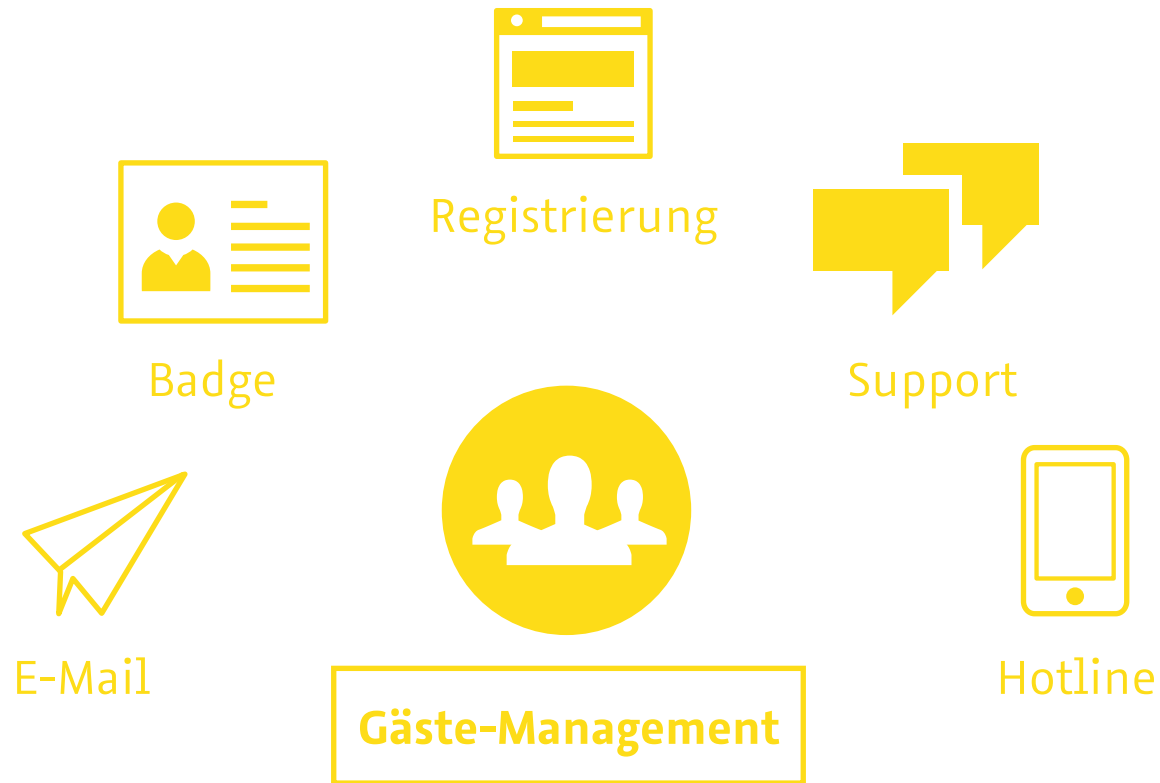 Registrierung
Badge
Support
E-Mail
Hotline
Gäste-Management